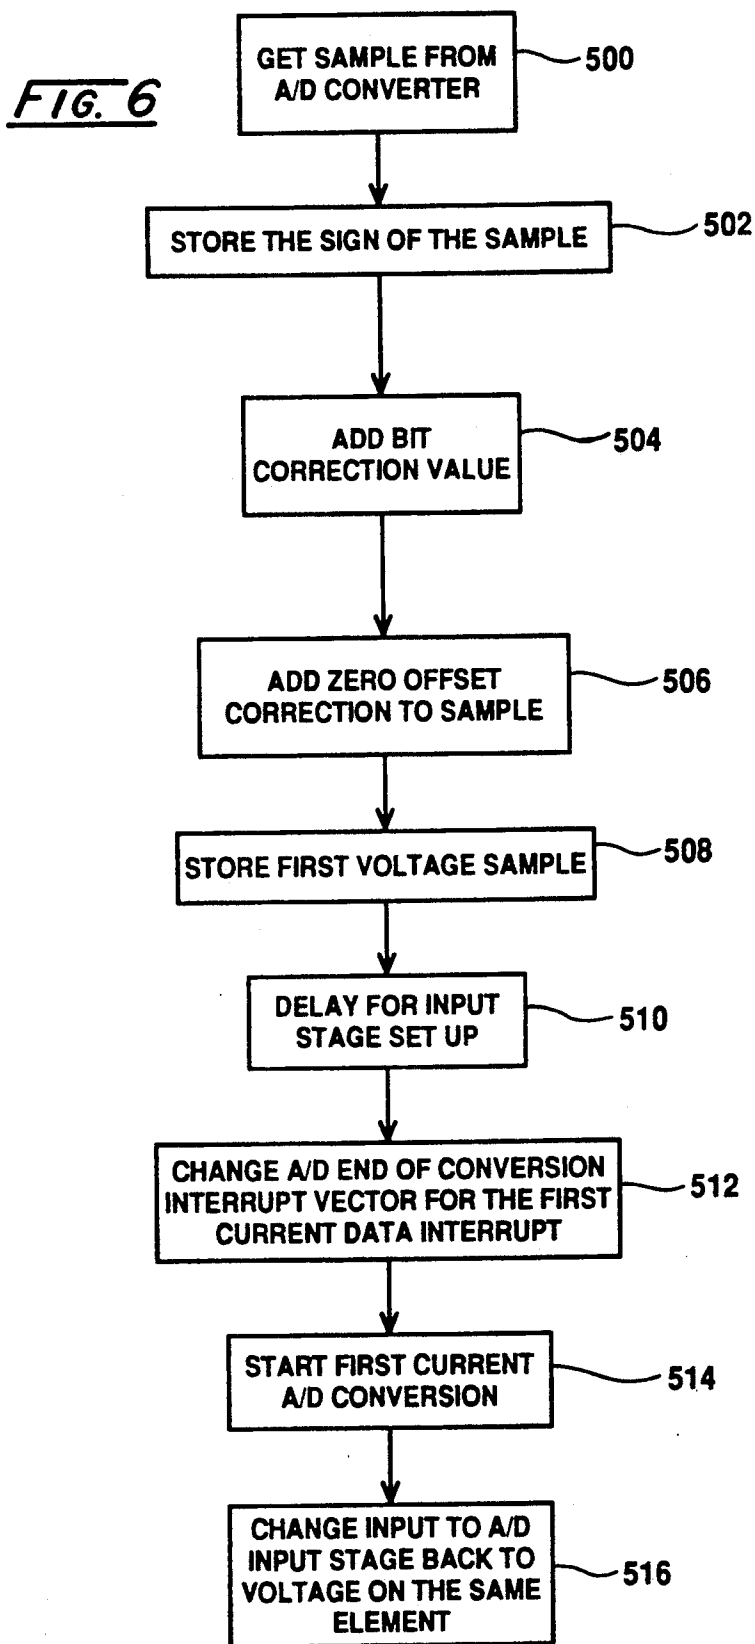 FIG. 6
GET SAMPLE FROM
A/D CONVERTER
500
STORE THE SIGN OF THE SAMPLE
502
ADD BIT
CORRECTION VALUE
504
ADD ZERO OFFSET
CORRECTION TO SAMPLE
506
STORE FIRST VOLTAGE SAMPLE
508
DELAY FOR INPUT
STAGE SET UP
510
CHANGE A/D END OF CONVERSION
INTERRUPT VECTOR FOR THE FIRST
CURRENT DATA INTERRUPT
512
START FIRST CURRENT
A/D CONVERSION
514
CHANGE INPUT TO A/D
INPUT STAGE BACK TO
VOLTAGE ON THE SAME
ELEMENT
516